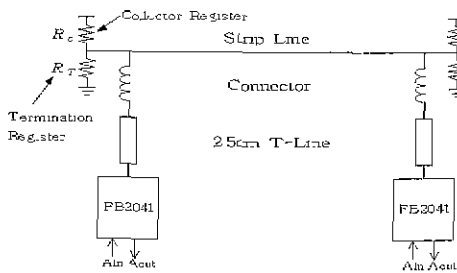 Collector Register
Rc
Strip Line
RT
Connector
Termination
Register
25cm T-Line
FB2041
FB2041
Ain Aout
Ain Aout